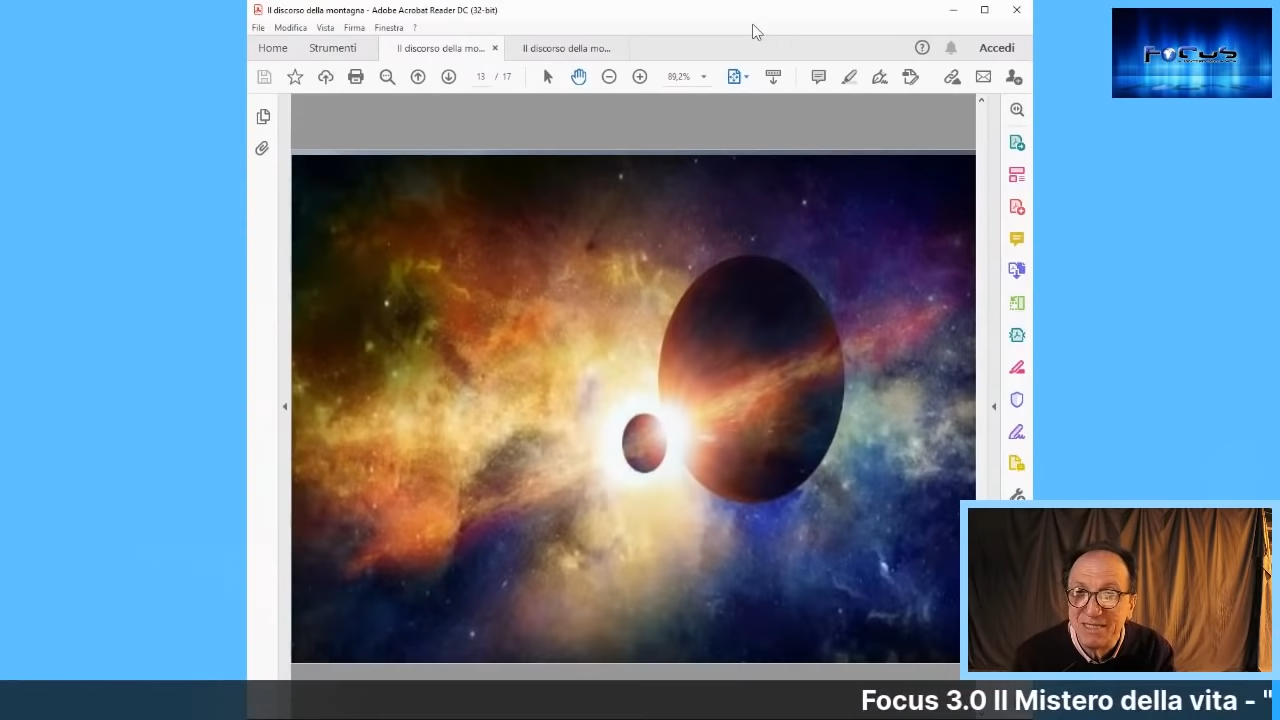 Il discorso della montagna - Adobe Acrobat Reader DC (32-bit)
File Modifica Vista Firma Finestra ?
Home Strumenti Il discorso della mo... × Il discorso della mo... Accedi
13 / 17 89,2%
FOCUS
Focus 3.0 Il Mistero della vita - "